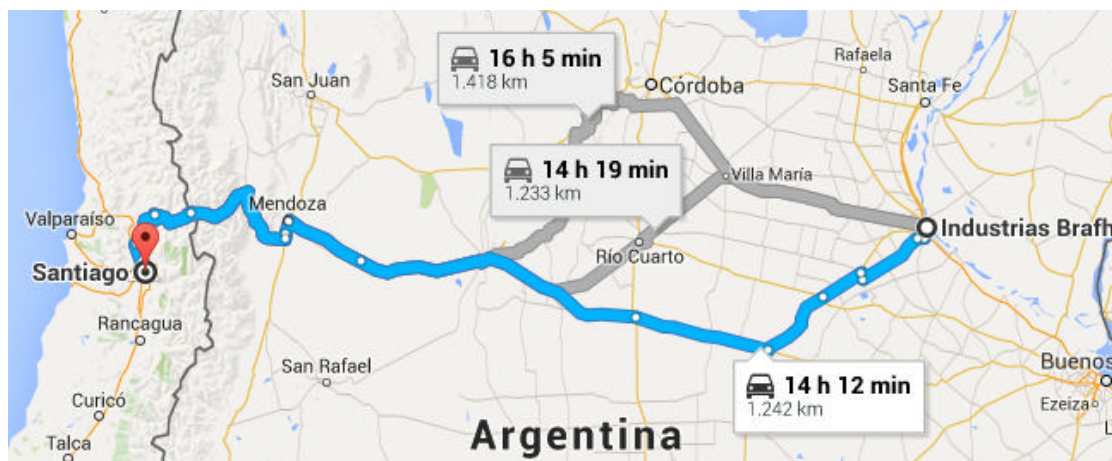 16 h 5 min
1.418 km
Córdoba
Rafaela
Santa Fe
San Juan
14 h 19 min
1.233 km
Villa María
Valparaíso
Mendoza
Industrias Brafh
Santiago
Río Cuarto
Rancagua
San Rafael
14 h 12 min
1.242 km
Buenos
Ezeiza
Curicó
Talca
Argentina
L